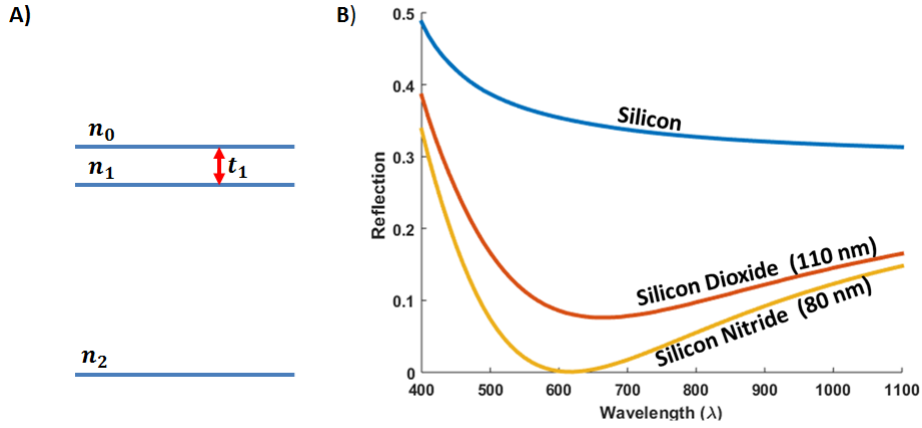 A)
n₀
n₁
t₁
n₂
B)
0.5
0.4
0.3
0.2
0.1
0
Reflection
Silicon
Silicon Dioxide (110 nm)
Silicon Nitride (80 nm)
400 500 600 700 800 900 1000 1100
Wavelength (λ)